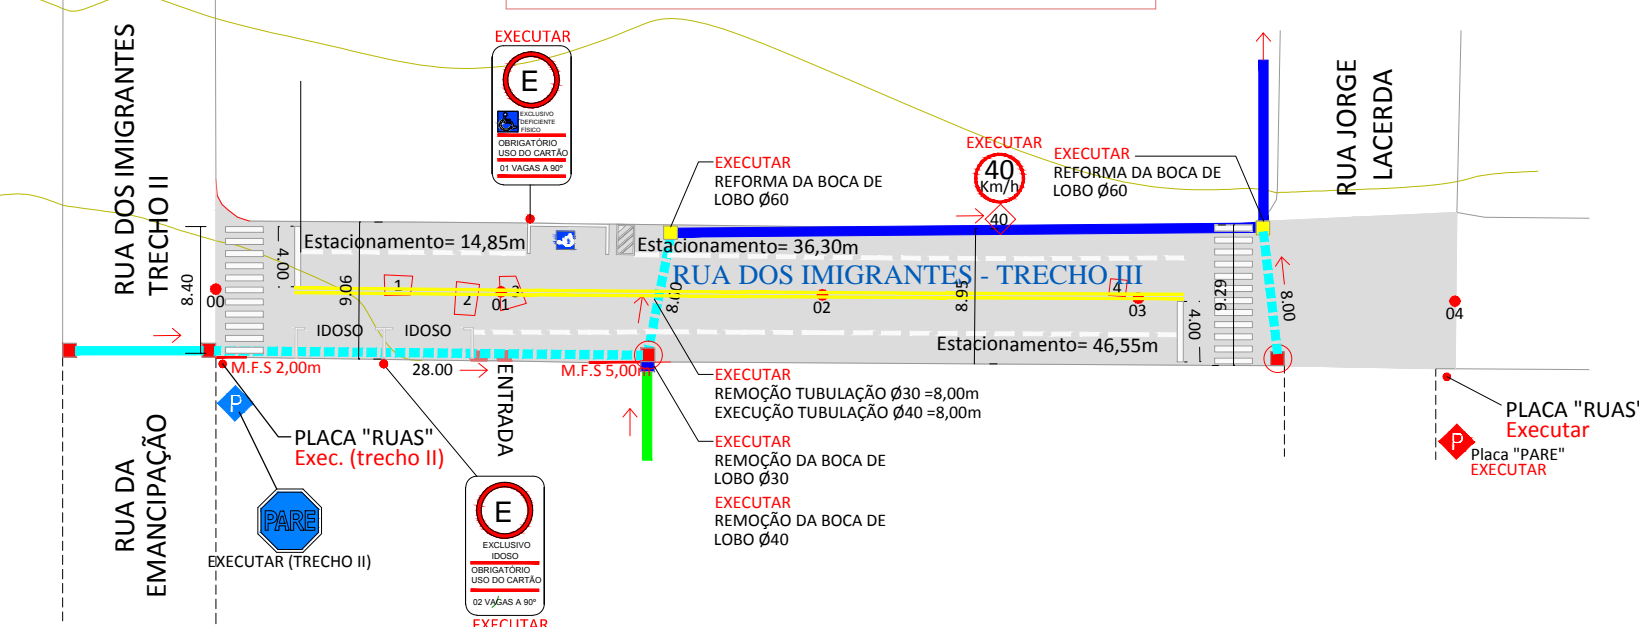 RUA DOS IMIGRANTES
TRECHO II
EXECUTAR
E
EXCLUSIVO
DEFICIENTE
FÍSICO
OBRIGATÓRIO
USO DO CARTÃO
01 VAGAS A 90º
EXECUTAR
REFORMA DA BOCA DE
LOBO Ø60
EXECUTAR
40
Km/h
40
EXECUTAR
REFORMA DA BOCA DE
LOBO Ø60
RUA JORGE
LACERDA
Estacionamento= 14,85m
Estacionamento= 36,30m
RUA DOS IMIGRANTES - TRECHO III
8.40
4.00
9.06
8.00
8.95
9.29
4.00
8.00
00
1
2
3
01
02
4
03
04
IDOSO
IDOSO
Estacionamento= 46,55m
M.F.S 2,00m
28.00
M.F.S 5,00m
ENTRADA
EXECUTAR
REMOÇÃO TUBULAÇÃO Ø30 =8,00m
EXECUÇÃO TUBULAÇÃO Ø40 =8,00m
EXECUTAR
REMOÇÃO DA BOCA DE
LOBO Ø30
EXECUTAR
REMOÇÃO DA BOCA DE
LOBO Ø40
P
PLACA "RUAS"
Exec. (trecho II)
RUA DA
EMANCIPAÇÃO
PARE
EXECUTAR (TRECHO II)
E
EXCLUSIVO
IDOSO
OBRIGATÓRIO
USO DO CARTÃO
02 VAGAS A 90º
EXECUTAR
PLACA "RUAS"
Executar
P
Placa "PARE"
EXECUTAR